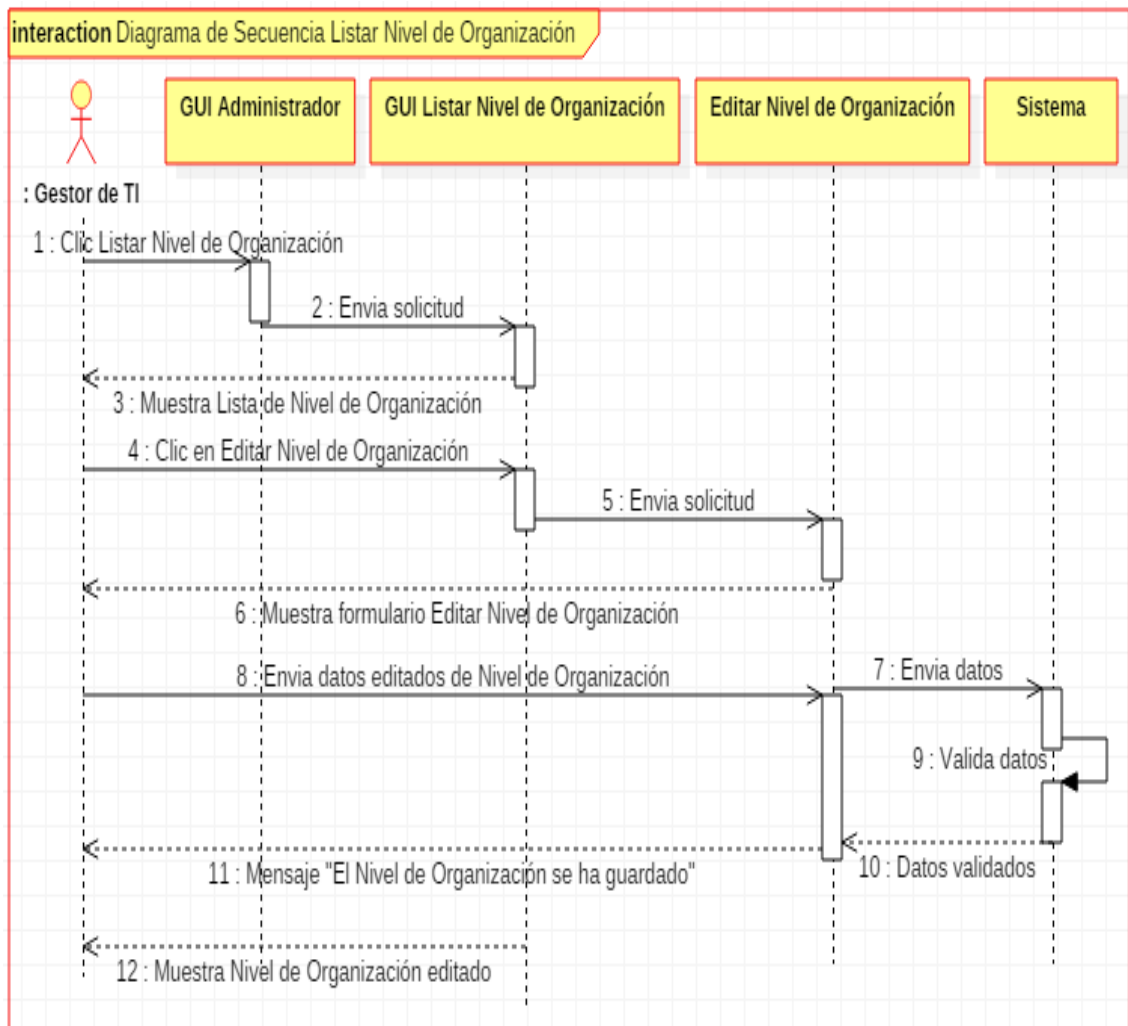 interaction Diagrama de Secuencia Listar Nivel de Organización
GUI Administrador
GUI Listar Nivel de Organización
Editar Nivel de Organización
Sistema
: Gestor de TI
1 : Clic Listar Nivel de Organización
2 : Envia solicitud
3 : Muestra Lista de Nivel de Organización
4 : Clic en Editar Nivel de Organización
5 : Envia solicitud
6 : Muestra formulario Editar Nivel de Organización
8 : Envia datos editados de Nivel de Organización
7 : Envia datos
9 : Valida datos
11 : Mensaje "El Nivel de Organización se ha guardado"
10 : Datos validados
12 : Muestra Nivel de Organización editado